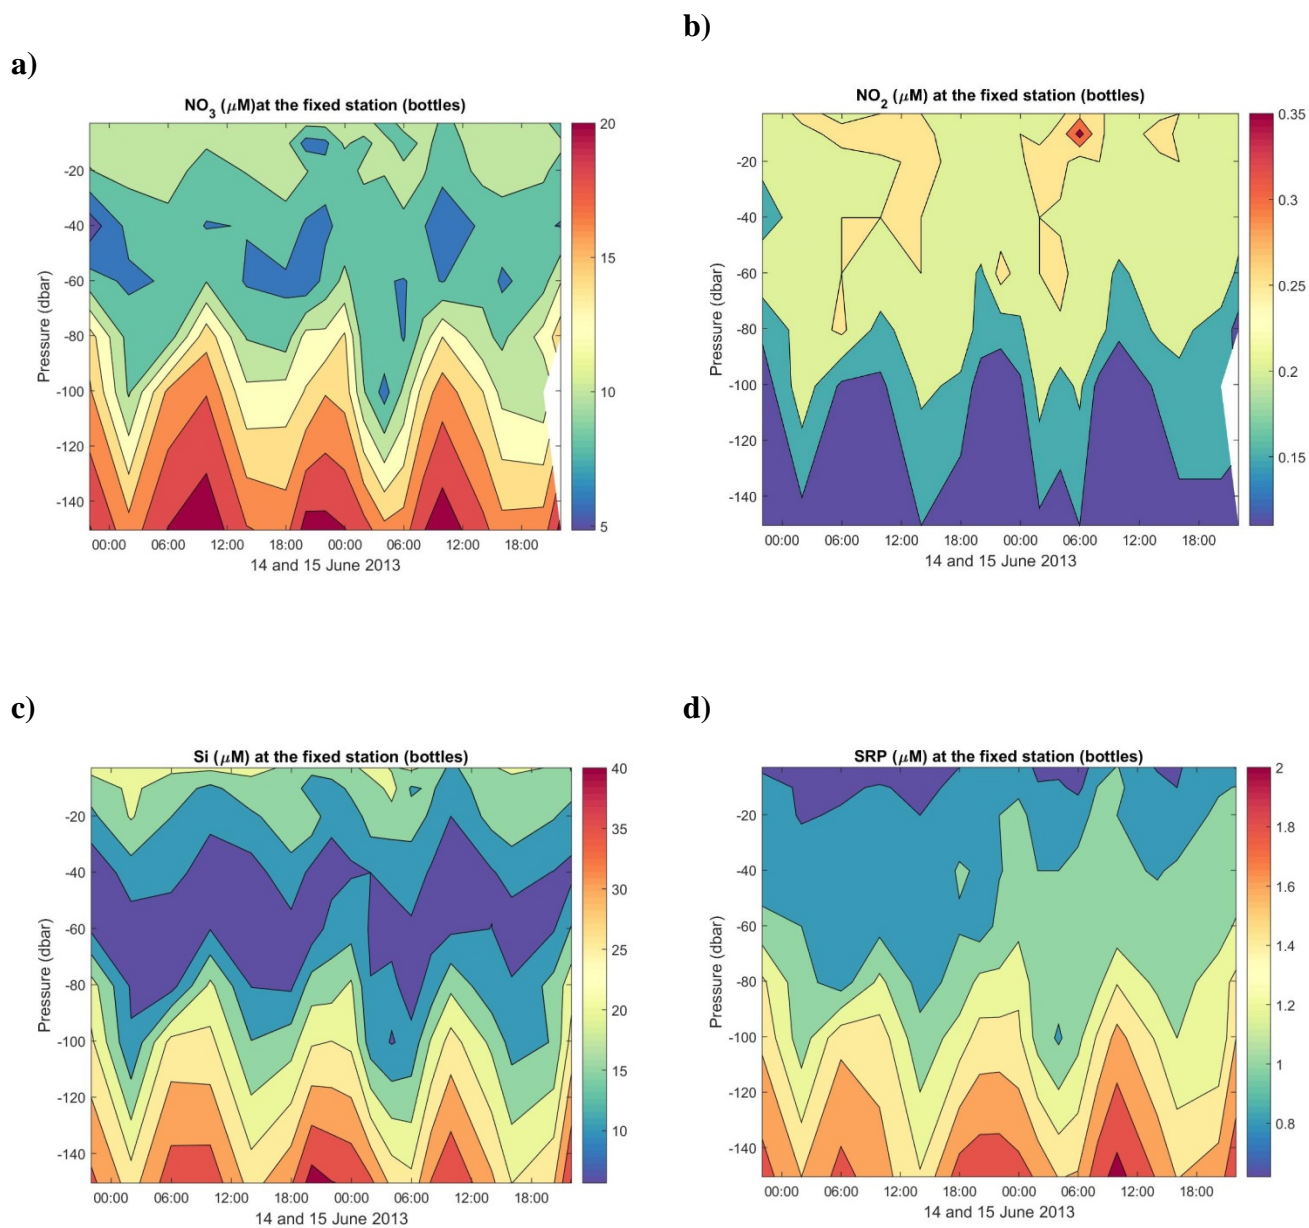 b)
a)
NO3 (μM)at the fixed station (bottles)
-20
-40
-60
-80
-100
-120
-140
Pressure (dbar)
00:00 06:00 12:00 18:00 00:00 06:00 12:00 18:00
14 and 15 June 2013
20
15
10
5
NO2 (μM) at the fixed station (bottles)
-20
-40
-60
-80
-100
-120
-140
Pressure (dbar)
00:00 06:00 12:00 18:00 00:00 06:00 12:00 18:00
14 and 15 June 2013
0.35
0.3
0.25
0.2
0.15
c)
d)
Si (μM) at the fixed station (bottles)
-20
-40
-60
-80
-100
-120
-140
Pressure (dbar)
00:00 06:00 12:00 18:00 00:00 06:00 12:00 18:00
14 and 15 June 2013
40
35
30
25
20
15
10
SRP (μM) at the fixed station (bottles)
-20
-40
-60
-80
-100
-120
-140
Pressure (dbar)
00:00 06:00 12:00 18:00 00:00 06:00 12:00 18:00
14 and 15 June 2013
2
1.8
1.6
1.4
1.2
1
0.8